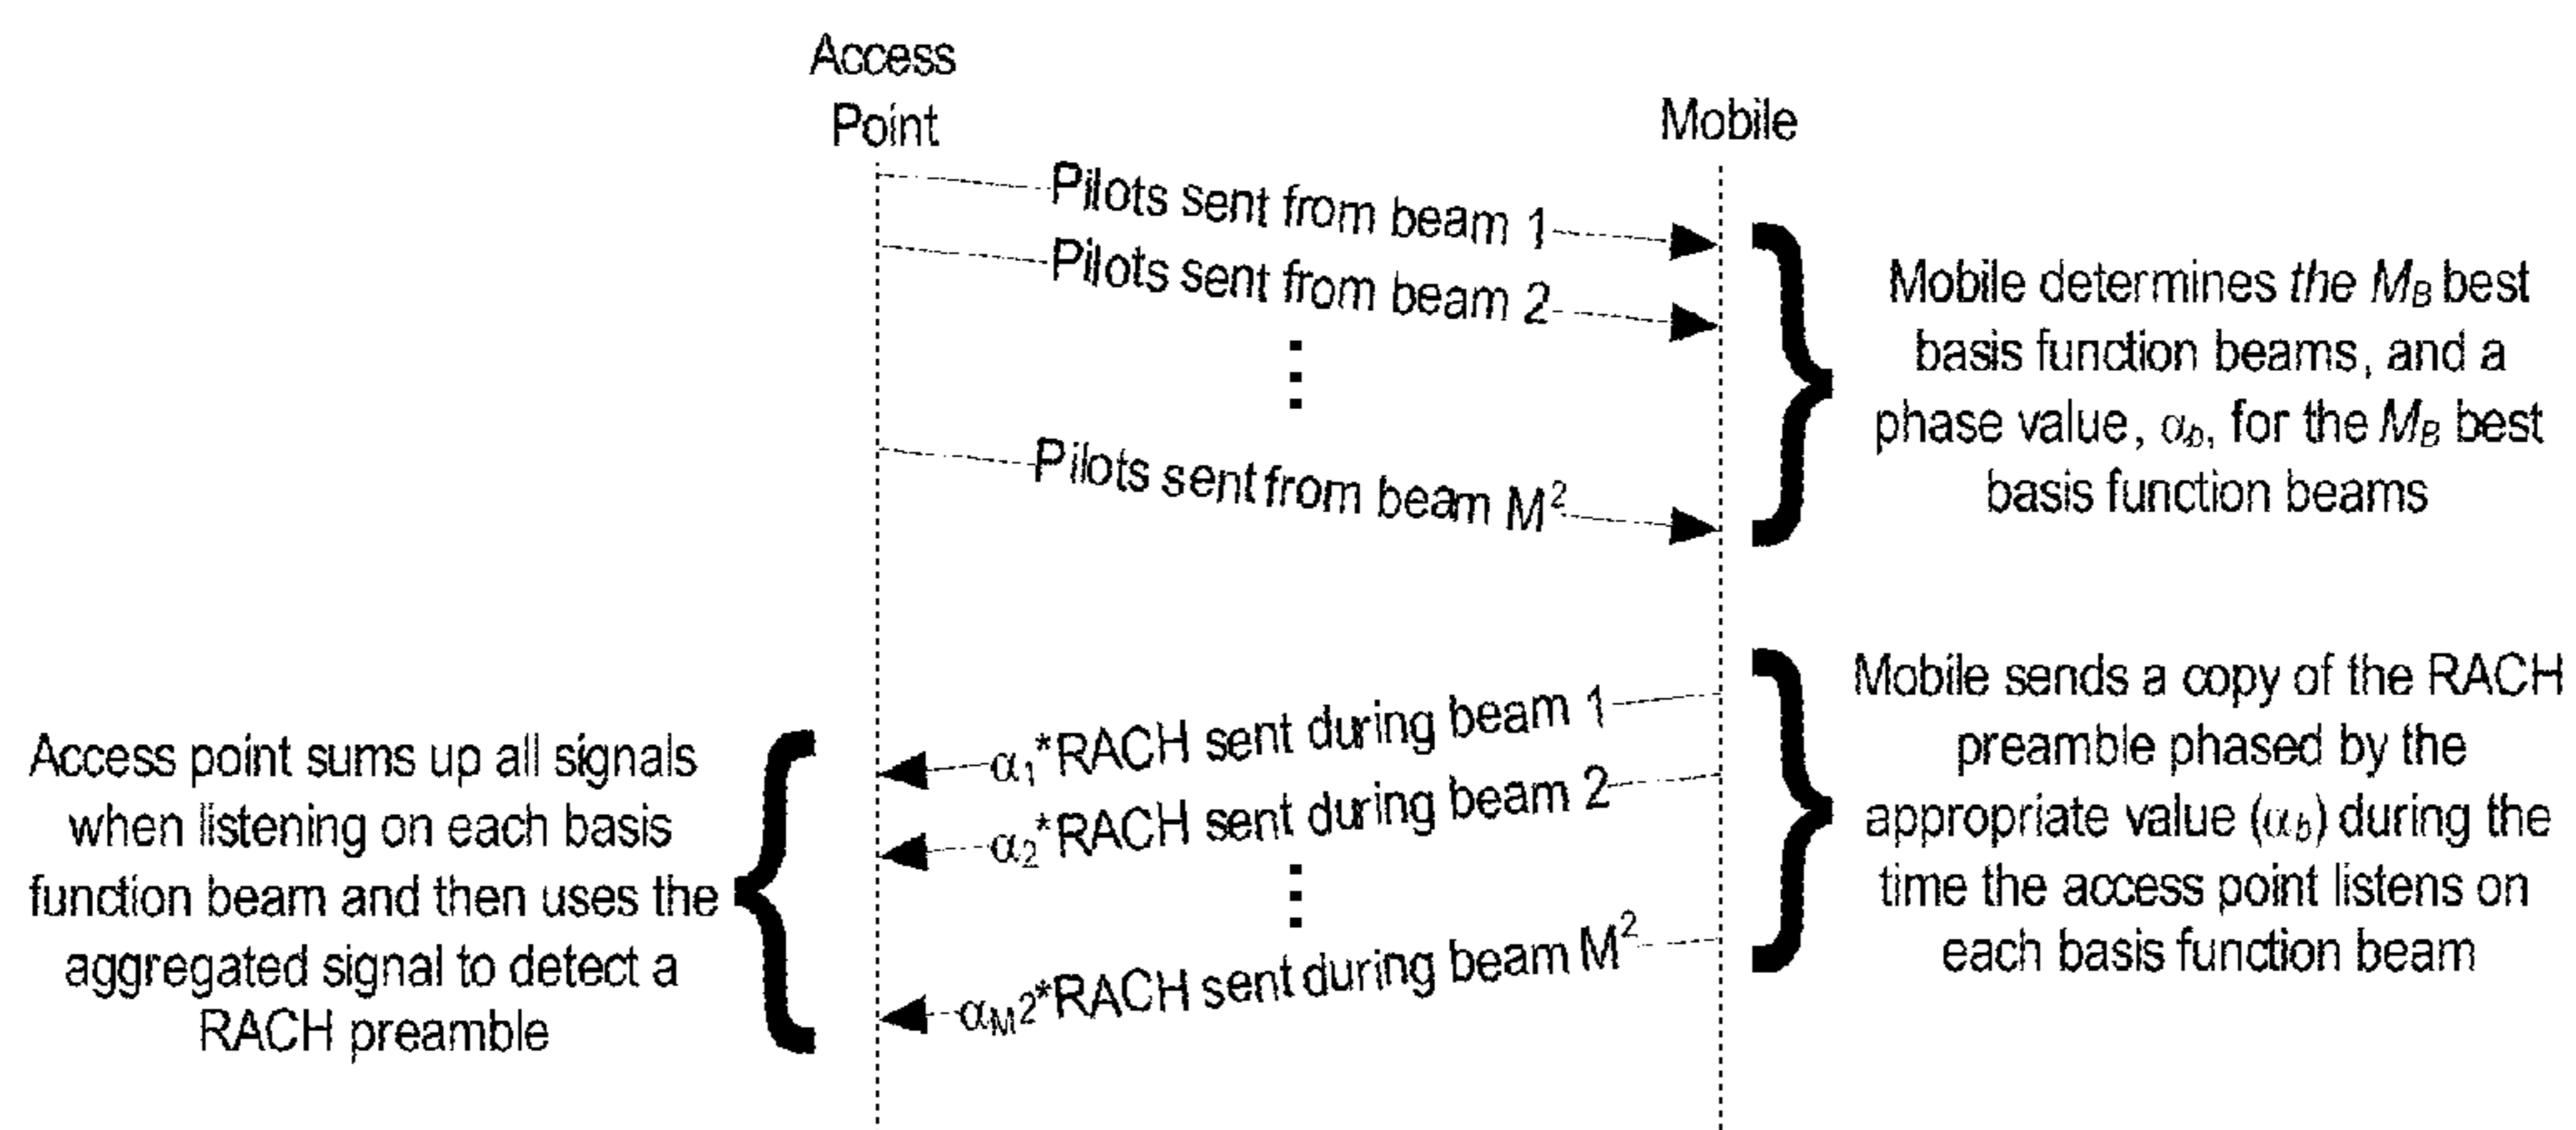 Access
Point
Mobile
Pilots sent from beam 1
Pilots sent from beam 2
Pilots sent from beam M²
Mobile determines the M_B best
basis function beams, and a
phase value, α_b, for the M_B best
basis function beams
α₁*RACH sent during beam 1
α₂*RACH sent during beam 2
α_M2*RACH sent during beam M²
Mobile sends a copy of the RACH
preamble phased by the
appropriate value (α_b) during the
time the access point listens on
each basis function beam
Access point sums up all signals
when listening on each basis
function beam and then uses the
aggregated signal to detect a
RACH preamble